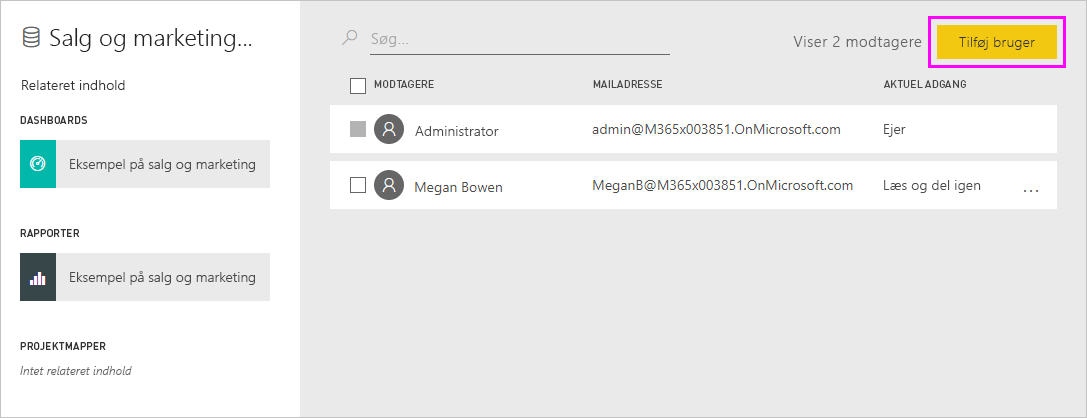 Salg og marketing...
Relateret indhold
DASHBOARDS
Eksempel på salg og marketing
RAPPORTER
Eksempel på salg og marketing
PROJEKTMAPPER
Intet relateret indhold
Søg...
Viser 2 modtagere
Tilføj bruger
MODTAGERE MAILADRESSE AKTUEL ADGANG
Administrator admin@M365x003851.OnMicrosoft.com Ejer
Megan Bowen MeganB@M365x003851.OnMicrosoft.com Læs og del igen ...